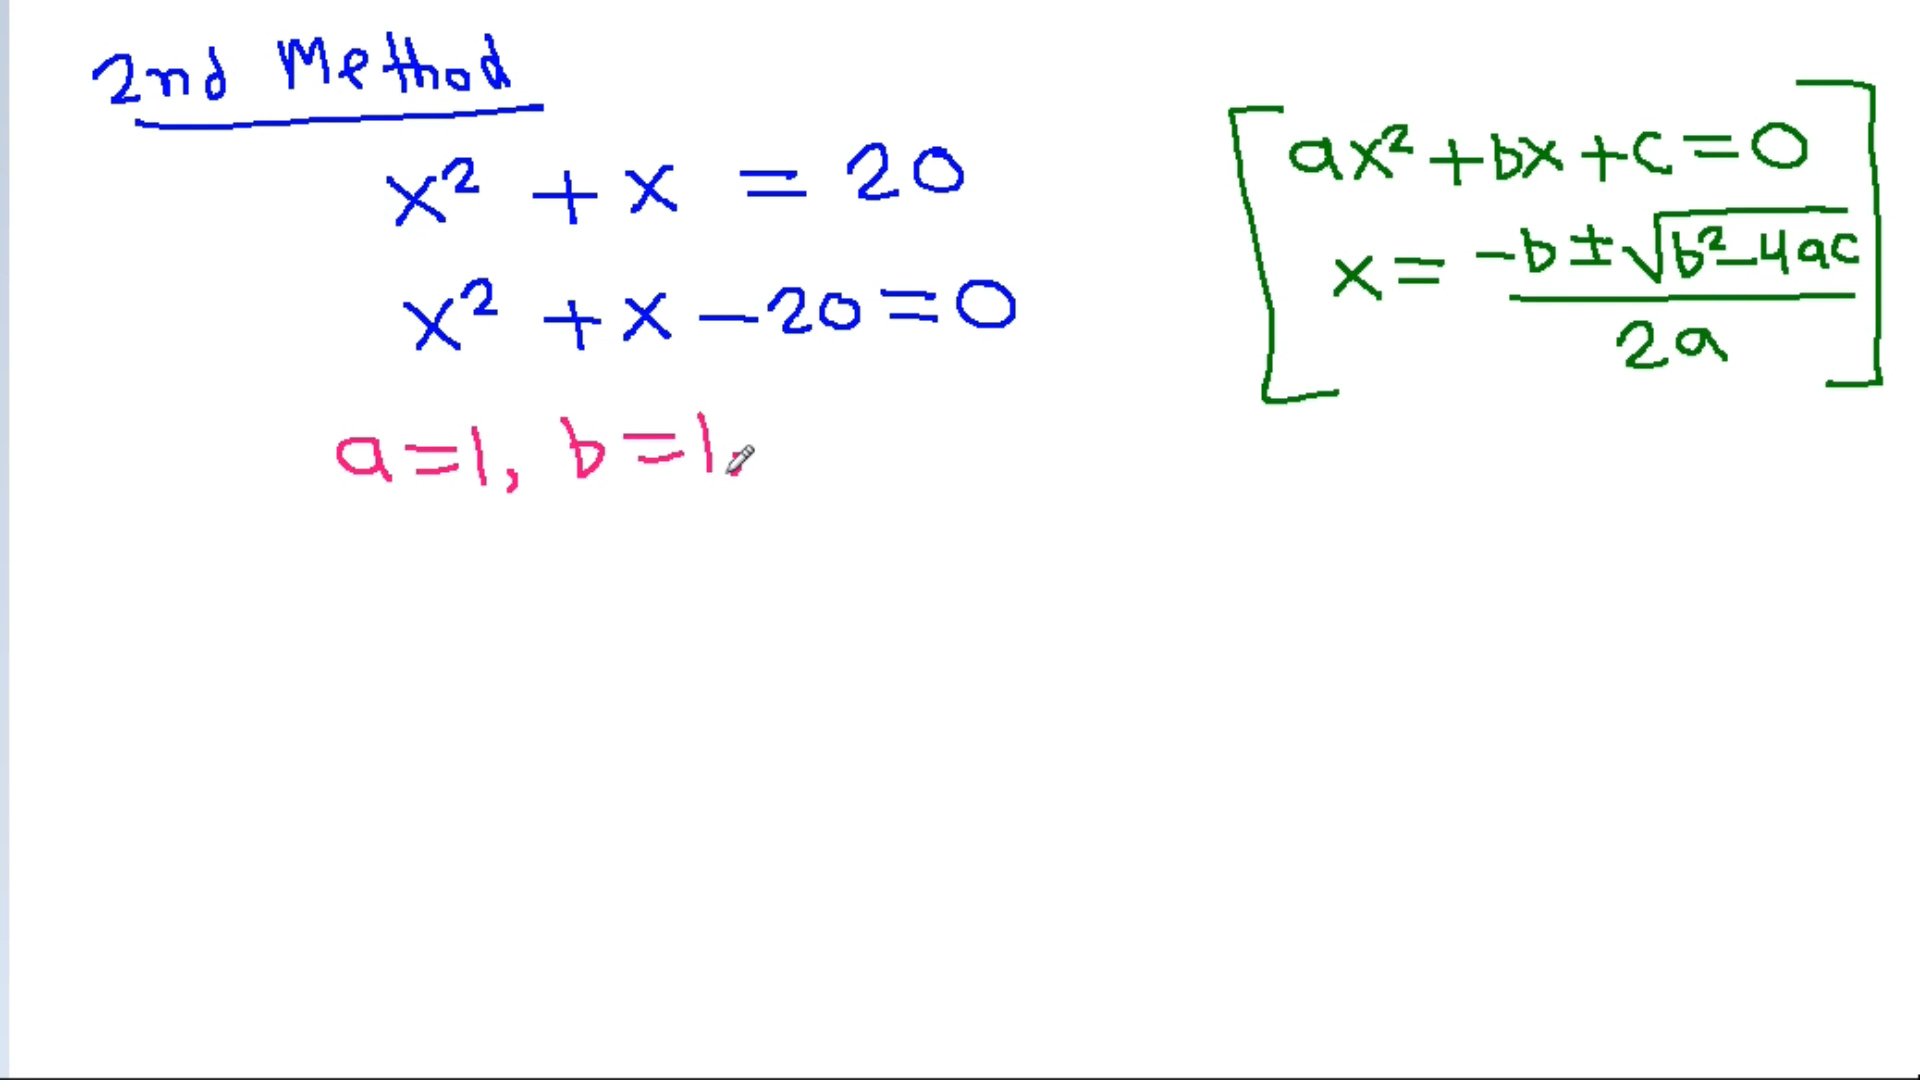 2nd Method
x² + x = 20
x² + x - 20 = 0
a = 1, b = 1,
ax² + bx + c = 0
x = -b ± √b² - 4ac
2a